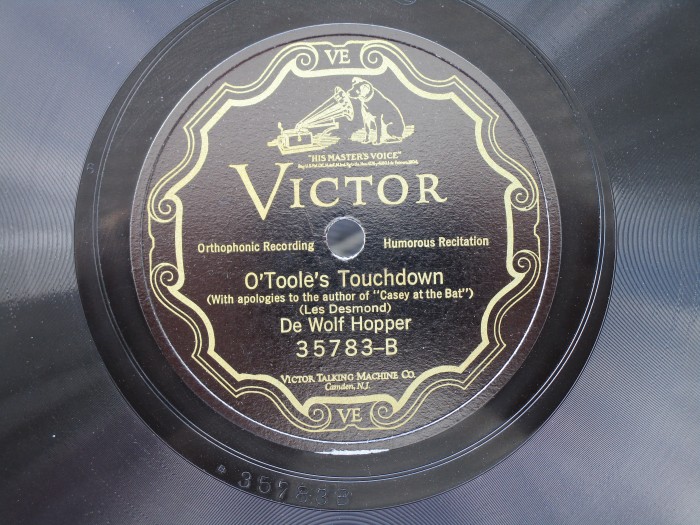 VE
"HIS MASTER'S VOICE"
VICTOR
Orthophonic Recording
Humorous Recitation
O'Toole's Touchdown
(With apologies to the author of "Casey at the Bat")
(Les Desmond)
De Wolf Hopper
35783-B
VICTOR TALKING MACHINE CO.
Camden, N.J.
VE
35783B